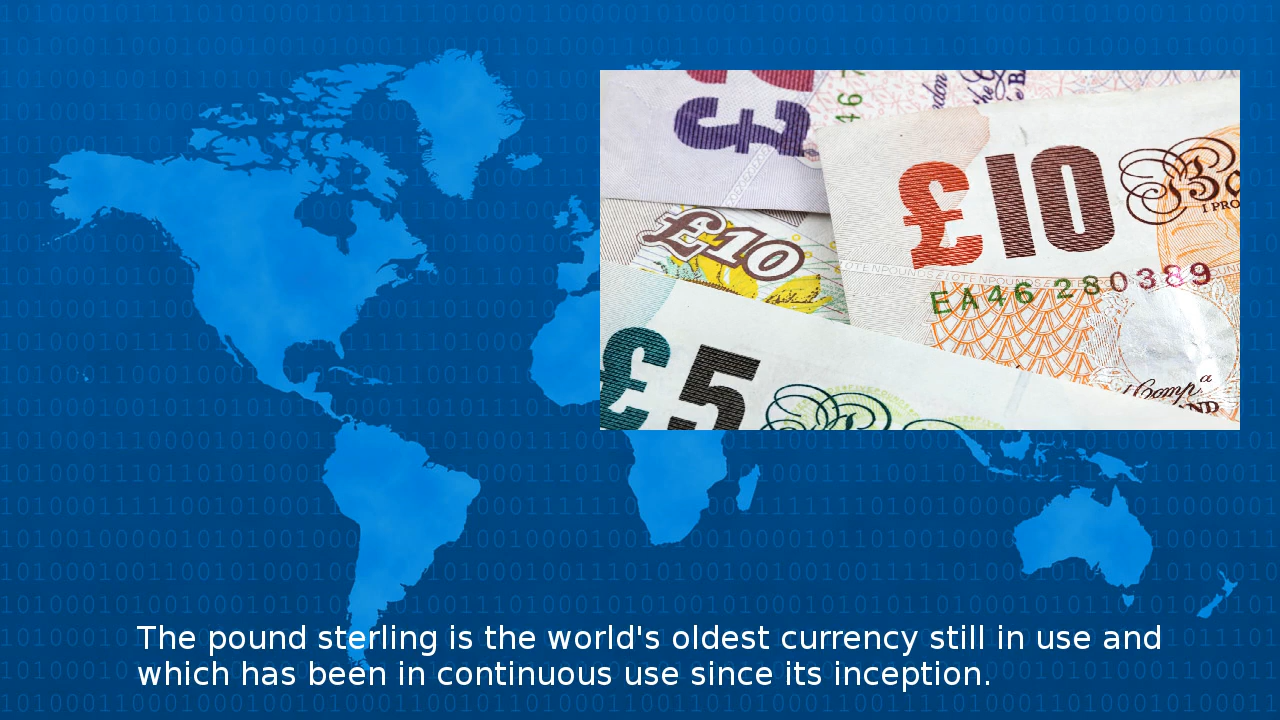 £10
£10
EA46 280389
£5
The pound sterling is the world's oldest currency still in use and
which has been in continuous use since its inception.